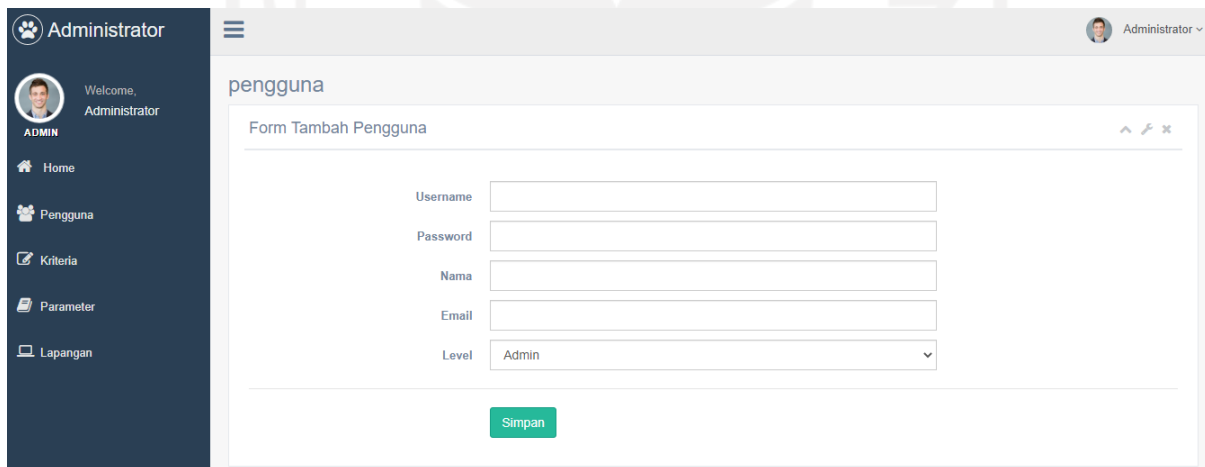 Administrator
Administrator
Welcome,
Administrator
ADMIN
Home
Pengguna
Kriteria
Parameter
Lapangan
pengguna
Form Tambah Pengguna
Username
Password
Nama
Email
Level Admin
Simpan